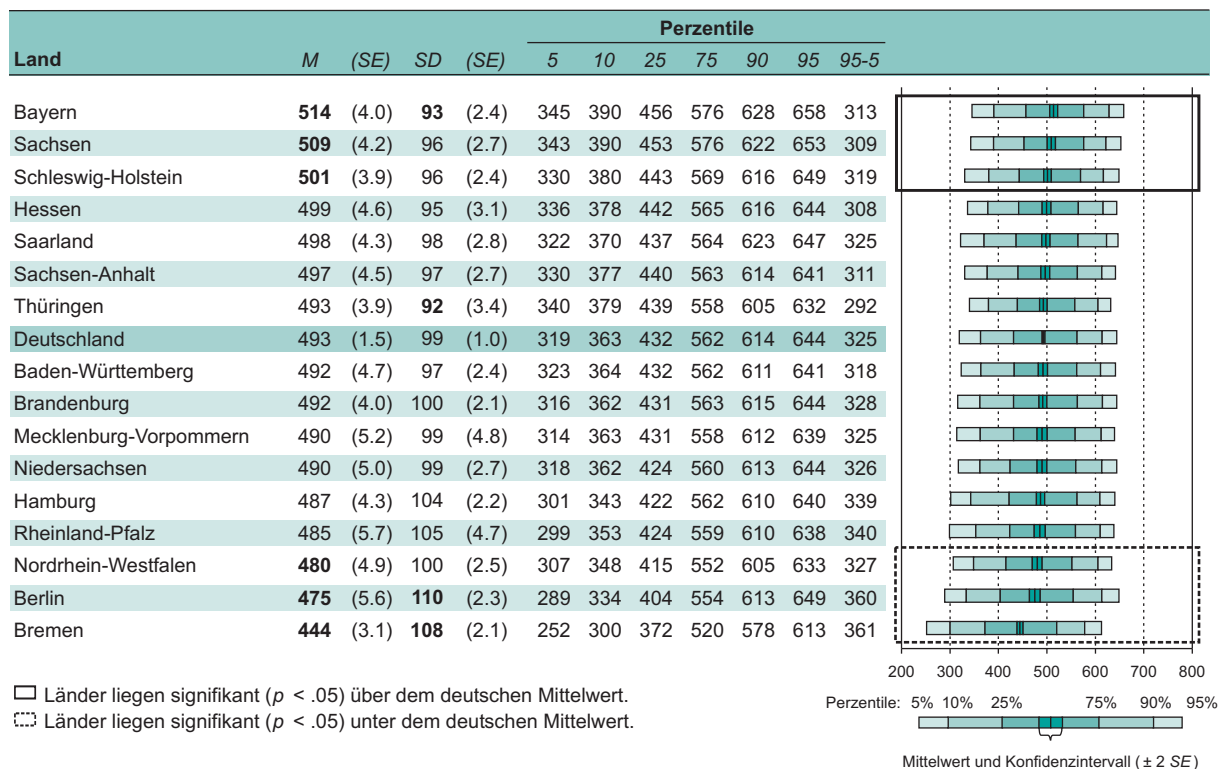 Perzentile
Land M (SE) SD (SE) 5 10 25 75 90 95 95-5
Bayern 514 (4.0) 93 (2.4) 345 390 456 576 628 658 313
Sachsen 509 (4.2) 96 (2.7) 343 390 453 576 622 653 309
Schleswig-Holstein 501 (3.9) 96 (2.4) 330 380 443 569 616 649 319
Hessen 499 (4.6) 95 (3.1) 336 378 442 565 616 644 308
Saarland 498 (4.3) 98 (2.8) 322 370 437 564 623 647 325
Sachsen-Anhalt 497 (4.5) 97 (2.7) 330 377 440 563 614 641 311
Thüringen 493 (3.9) 92 (3.4) 340 379 439 558 605 632 292
Deutschland 493 (1.5) 99 (1.0) 319 363 432 562 614 644 325
Baden-Württemberg 492 (4.7) 97 (2.4) 323 364 432 562 611 641 318
Brandenburg 492 (4.0) 100 (2.1) 316 362 431 563 615 644 328
Mecklenburg-Vorpommern 490 (5.2) 99 (4.8) 314 363 431 558 612 639 325
Niedersachsen 490 (5.0) 99 (2.7) 318 362 424 560 613 644 326
Hamburg 487 (4.3) 104 (2.2) 301 343 422 562 610 640 339
Rheinland-Pfalz 485 (5.7) 105 (4.7) 299 353 424 559 610 638 340
Nordrhein-Westfalen 480 (4.9) 100 (2.5) 307 348 415 552 605 633 327
Berlin 475 (5.6) 110 (2.3) 289 334 404 554 613 649 360
Bremen 444 (3.1) 108 (2.1) 252 300 372 520 578 613 361
200 300 400 500 600 700 800
Länder liegen signifikant (p < .05) über dem deutschen Mittelwert.
Länder liegen signifikant (p < .05) unter dem deutschen Mittelwert.
Perzentile: 5% 10% 25% 75% 90% 95%
Mittelwert und Konfidenzintervall (± 2 SE)